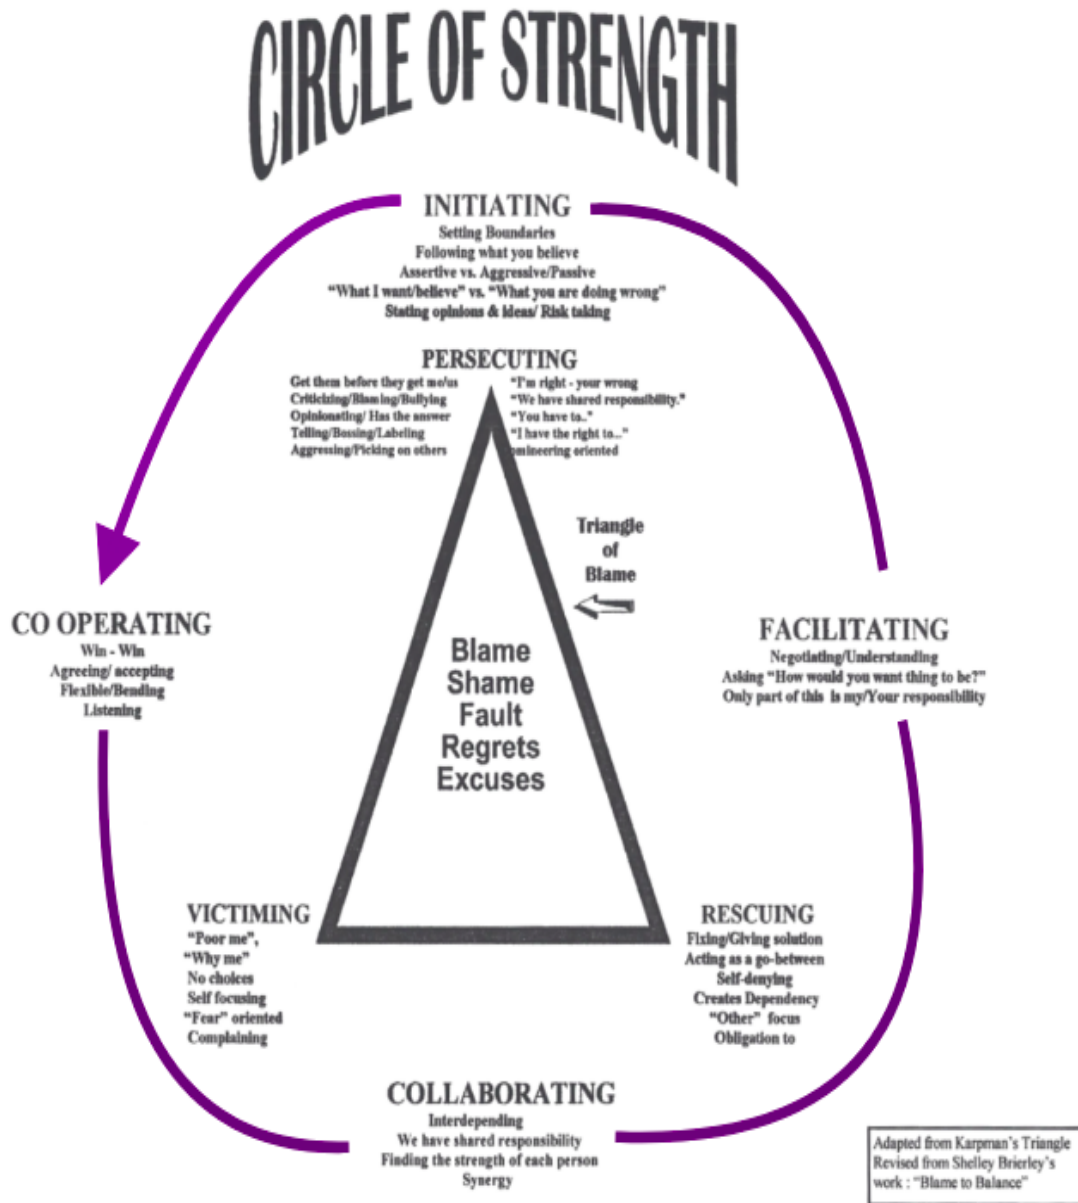 CIRCLE OF STRENGTH
INITIATING
Setting Boundaries
Following what you believe
Assertive vs. Aggressive/Passive
“What I want/believe” vs. “What you are doing wrong”
Stating opinions & ideas/ Risk taking
PERSECUTING
Get them before they get me/us
Criticizing/Blaming/Bullying
Opinionating/ Has the answer
Telling/Bossing/Labeling
Aggressing/Picking on others
“I'm right - your wrong
“We have shared responsibility."
“You have to.."
“I have the right to..."
omineering oriented
Triangle
of
Blame
CO OPERATING
Win - Win
Agreeing/ accepting
Flexible/Bending
Listening
FACILITATING
Negotiating/Understanding
Asking “How would you want thing to be?"
Only part of this is my/Your responsibility
Blame
Shame
Fault
Regrets
Excuses
VICTIMING
“Poor me”,
“Why me”
No choices
Self focusing
“Fear” oriented
Complaining
RESCUING
Fixing/Giving solution
Acting as a go-between
Self-denying
Creates Dependency
“Other” focus
Obligation to
COLLABORATING
Interdepending
We have shared responsibility
Finding the strength of each person
Synergy
Adapted from Karpman's Triangle
Revised from Shelley Brierley's
work : “Blame to Balance”